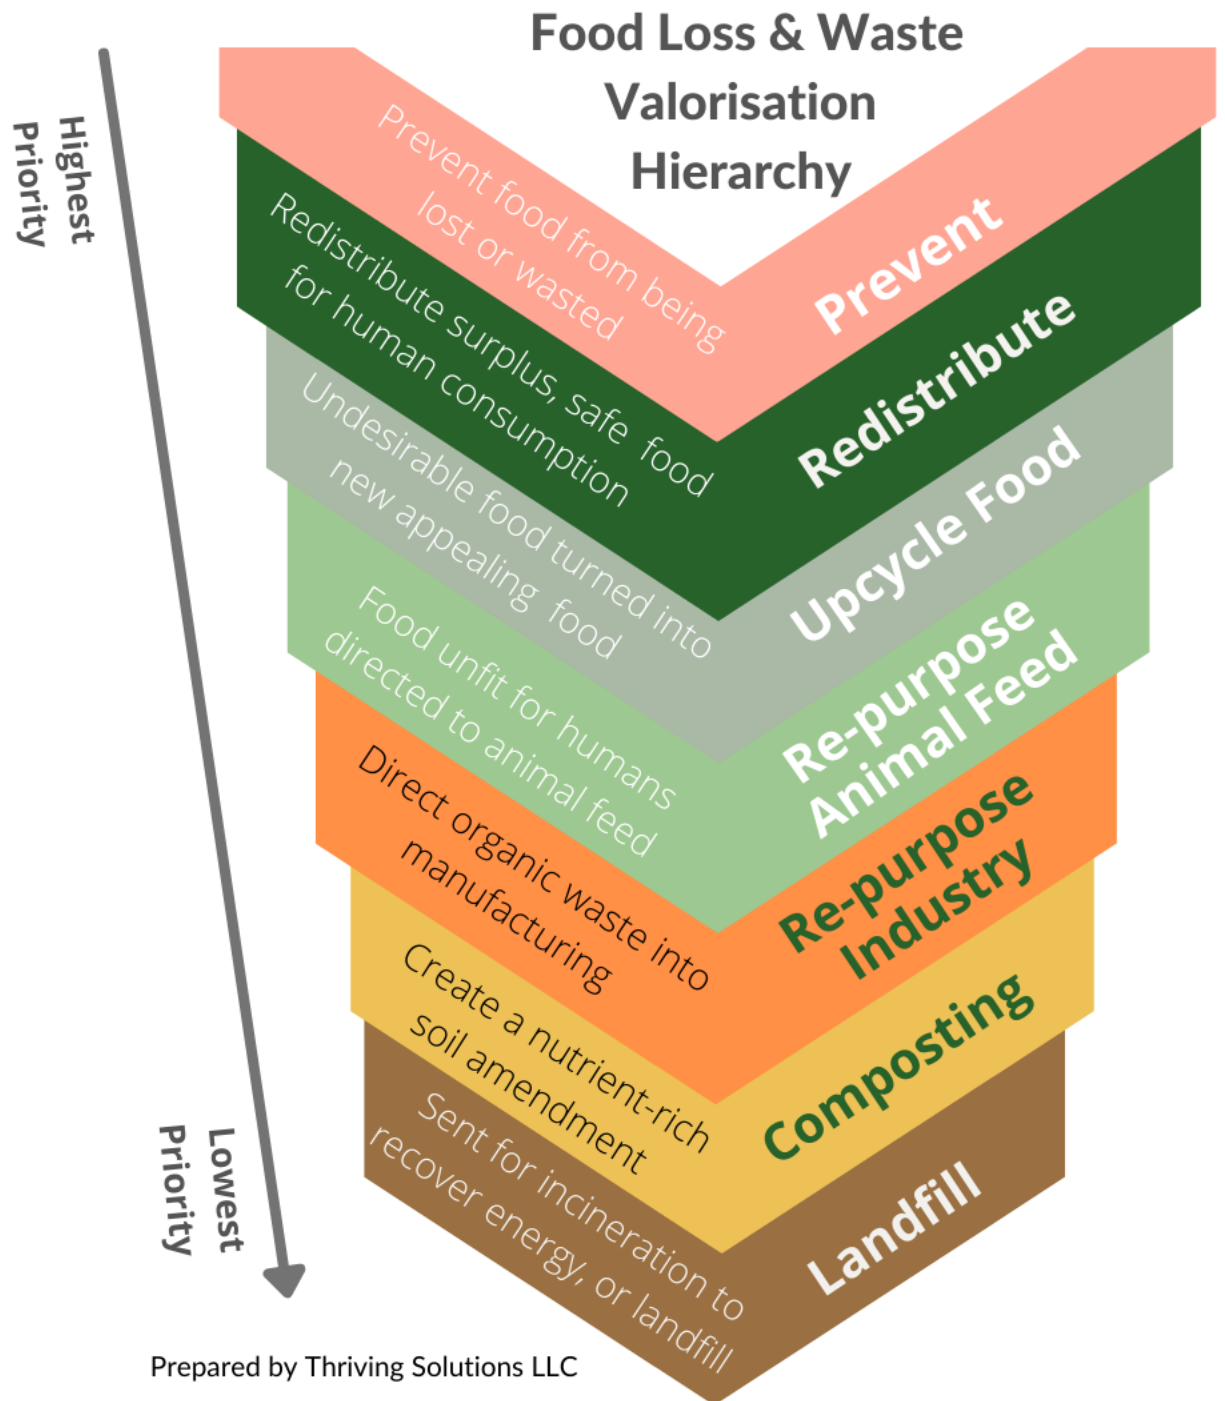 Food Loss & Waste
Valorisation
Hierarchy
Highest
Priority
Prevent food from being
lost or wasted
Prevent
Redistribute surplus, safe food
for human consumption
Redistribute
Undesirable food turned into
new appealing food
Upcycle Food
Food unfit for humans
directed to animal feed
Re-purpose
Animal Feed
Direct organic waste into
manufacturing
Re-purpose
Industry
Create a nutrient-rich
soil amendment
Composting
Sent for incineration to
recover energy, or landfill
Landfill
Lowest
Priority
Prepared by Thriving Solutions LLC